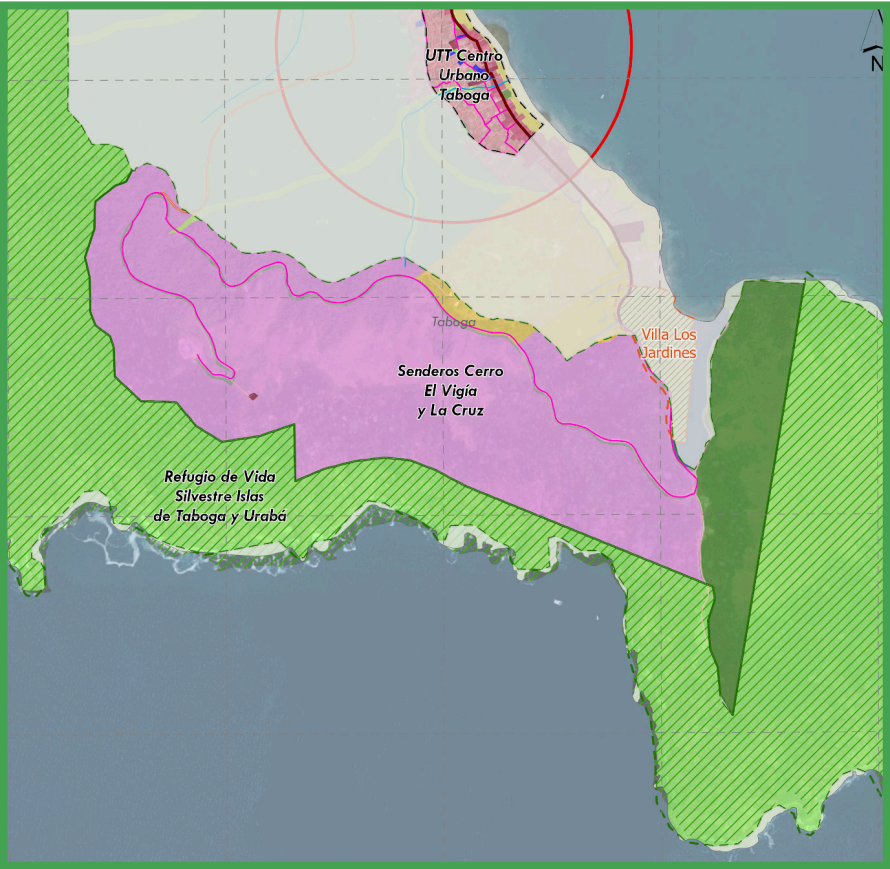 UTT Centro
Urbano
Taboga
N
Villa Los
Jardines
Taboga
Senderos Cerro
El Vigía
y La Cruz
Refugio de Vida
Silvestre Islas
de Taboga y Urabá